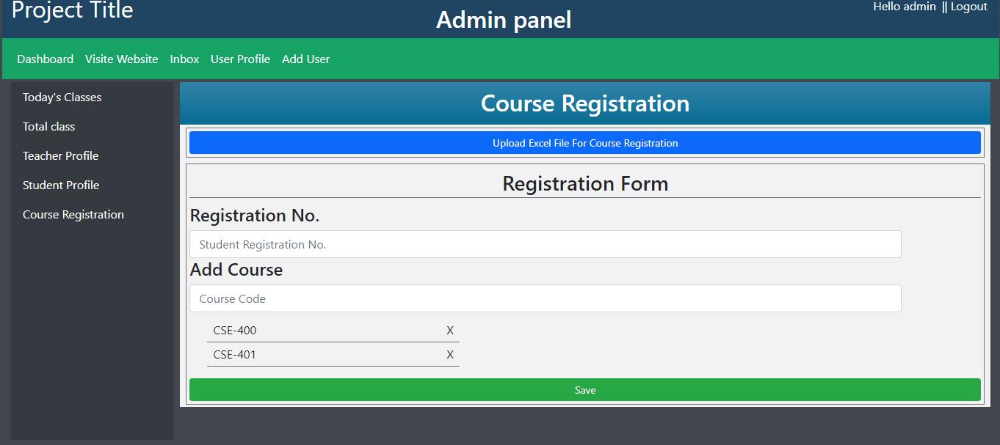 Project Title
Admin panel
Hello admin || Logout
Dashboard Visite Website Inbox User Profile Add User
Today's Classes
Total class
Teacher Profile
Student Profile
Course Registration
Course Registration
Upload Excel File For Course Registration
Registration Form
Registration No.
Student Registration No.
Add Course
Course Code
CSE-400 X
CSE-401 X
Save